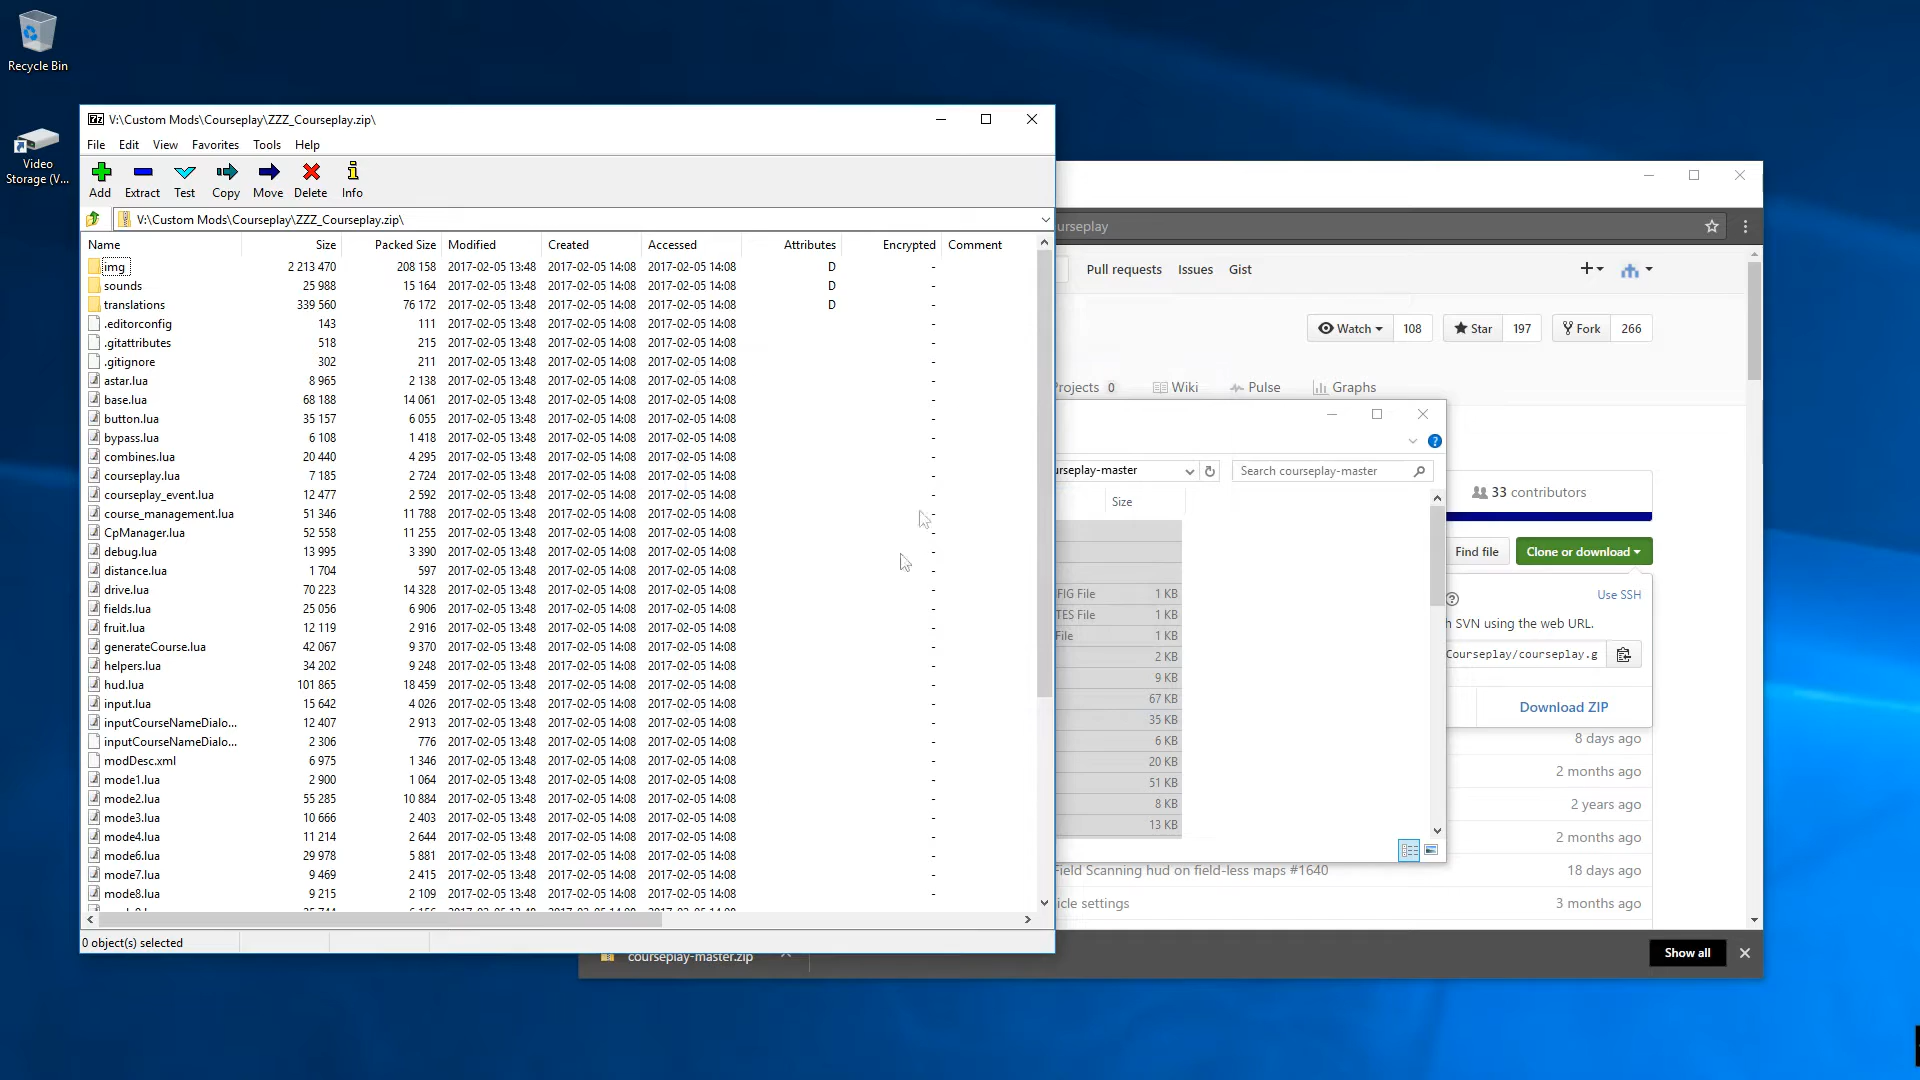 Recycle Bin
Video
Storage (V...
V:\Custom Mods\Courseplay\ZZZ_Courseplay.zip\
File Edit View Favorites Tools Help
Add Extract Test Copy Move Delete Info
V:\Custom Mods\Courseplay\ZZZ_Courseplay.zip\
Name Size Packed Size Modified Created Accessed Attributes Encrypted Comment
img 2 213 470 208 158 2017-02-05 13:48 2017-02-05 14:08 2017-02-05 14:08 D -
sounds 25 988 15 164 2017-02-05 13:48 2017-02-05 14:08 2017-02-05 14:08 D -
translations 339 560 76 172 2017-02-05 13:48 2017-02-05 14:08 2017-02-05 14:08 D -
.editorconfig 143 111 2017-02-05 13:48 2017-02-05 14:08 2017-02-05 14:08 -
.gitattributes 518 215 2017-02-05 13:48 2017-02-05 14:08 2017-02-05 14:08 -
.gitignore 302 211 2017-02-05 13:48 2017-02-05 14:08 2017-02-05 14:08 -
astar.lua 8 965 2 138 2017-02-05 13:48 2017-02-05 14:08 2017-02-05 14:08 -
base.lua 68 188 14 061 2017-02-05 13:48 2017-02-05 14:08 2017-02-05 14:08 -
button.lua 35 157 6 055 2017-02-05 13:48 2017-02-05 14:08 2017-02-05 14:08 -
bypass.lua 6 108 1 418 2017-02-05 13:48 2017-02-05 14:08 2017-02-05 14:08 -
combines.lua 20 440 4 295 2017-02-05 13:48 2017-02-05 14:08 2017-02-05 14:08 -
courseplay.lua 7 185 2 724 2017-02-05 13:48 2017-02-05 14:08 2017-02-05 14:08 -
courseplay_event.lua 12 477 2 592 2017-02-05 13:48 2017-02-05 14:08 2017-02-05 14:08 -
course_management.lua 51 346 11 788 2017-02-05 13:48 2017-02-05 14:08 2017-02-05 14:08 -
CpManager.lua 52 558 11 255 2017-02-05 13:48 2017-02-05 14:08 2017-02-05 14:08 -
debug.lua 13 995 3 390 2017-02-05 13:48 2017-02-05 14:08 2017-02-05 14:08 -
distance.lua 1 704 597 2017-02-05 13:48 2017-02-05 14:08 2017-02-05 14:08 -
drive.lua 70 223 14 328 2017-02-05 13:48 2017-02-05 14:08 2017-02-05 14:08 -
fields.lua 25 056 6 906 2017-02-05 13:48 2017-02-05 14:08 2017-02-05 14:08 -
fruit.lua 12 119 2 916 2017-02-05 13:48 2017-02-05 14:08 2017-02-05 14:08 -
generateCourse.lua 42 067 9 370 2017-02-05 13:48 2017-02-05 14:08 2017-02-05 14:08 -
helpers.lua 34 202 9 248 2017-02-05 13:48 2017-02-05 14:08 2017-02-05 14:08 -
hud.lua 101 865 18 459 2017-02-05 13:48 2017-02-05 14:08 2017-02-05 14:08 -
input.lua 15 642 4 026 2017-02-05 13:48 2017-02-05 14:08 2017-02-05 14:08 -
inputCourseNameDialo... 12 407 2 913 2017-02-05 13:48 2017-02-05 14:08 2017-02-05 14:08 -
inputCourseNameDialo... 2 306 776 2017-02-05 13:48 2017-02-05 14:08 2017-02-05 14:08 -
modDesc.xml 6 975 1 346 2017-02-05 13:48 2017-02-05 14:08 2017-02-05 14:08 -
mode1.lua 2 900 1 064 2017-02-05 13:48 2017-02-05 14:08 2017-02-05 14:08 -
mode2.lua 55 285 10 884 2017-02-05 13:48 2017-02-05 14:08 2017-02-05 14:08 -
mode3.lua 10 666 2 403 2017-02-05 13:48 2017-02-05 14:08 2017-02-05 14:08 -
mode4.lua 11 214 2 644 2017-02-05 13:48 2017-02-05 14:08 2017-02-05 14:08 -
mode6.lua 29 978 5 881 2017-02-05 13:48 2017-02-05 14:08 2017-02-05 14:08 -
mode7.lua 9 469 2 415 2017-02-05 13:48 2017-02-05 14:08 2017-02-05 14:08 -
mode8.lua 9 215 2 109 2017-02-05 13:48 2017-02-05 14:08 2017-02-05 14:08 -
0 object(s) selected
urseplay
Pull requests Issues Gist
Watch 108 Star 197 Fork 266
rojects 0 Wiki Pulse Graphs
urseplay-master Search courseplay-master
Size
FIG File 1 KB
TES File 1 KB
File 1 KB
2 KB
9 KB
67 KB
35 KB
6 KB
20 KB
51 KB
8 KB
13 KB
33 contributors
Find file Clone or download
Use SSH
h SVN using the web URL.
Courseplay/courseplay.g
Download ZIP
8 days ago
2 months ago
2 years ago
2 months ago
Field Scanning hud on field-less maps #1640 18 days ago
icle settings 3 months ago
courseplay-master.zip
Show all